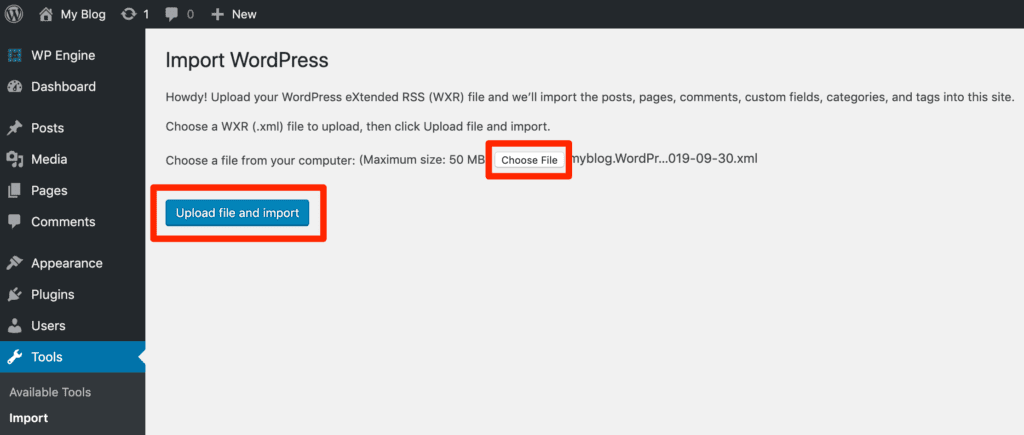 My Blog 1 0 New
WP Engine
Dashboard
Posts
Media
Pages
Comments
Appearance
Plugins
Users
Tools
Available Tools
Import
Import WordPress
Howdy! Upload your WordPress eXtended RSS (WXR) file and we’ll import the posts, pages, comments, custom fields, categories, and tags into this site.
Choose a WXR (.xml) file to upload, then click Upload file and import.
Choose a file from your computer: (Maximum size: 50 MB Choose File myblog.WordPr...019-09-30.xml
Upload file and import